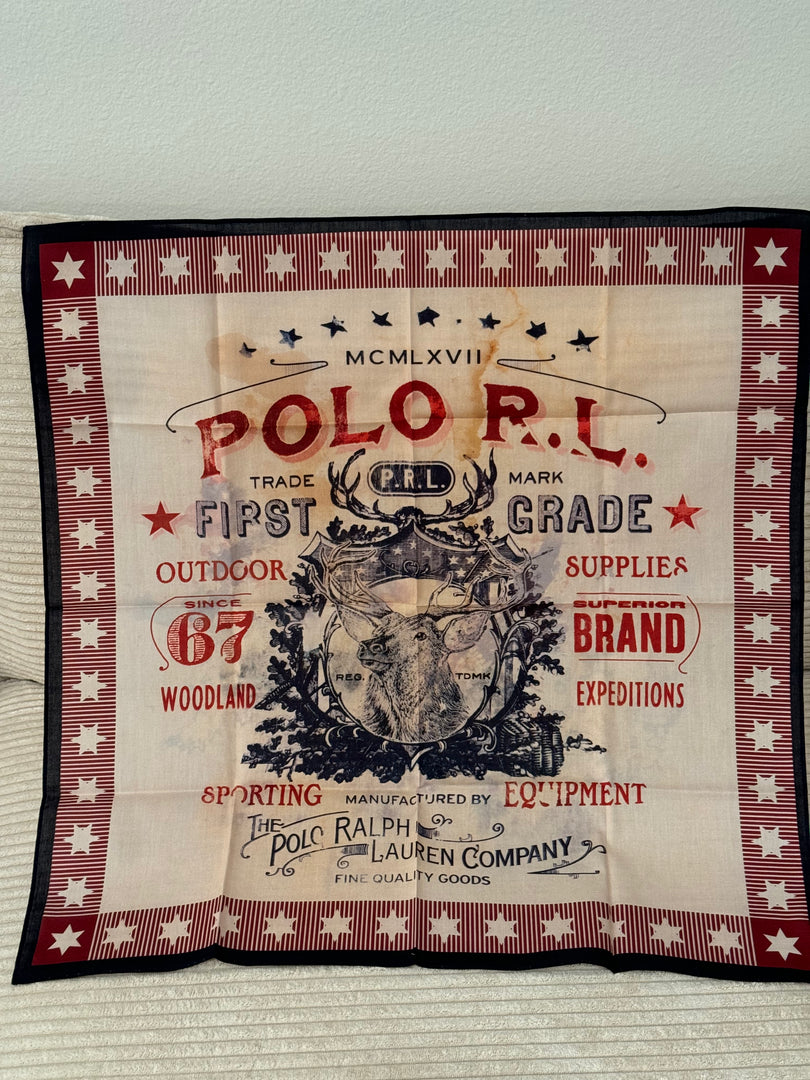 MCMLXVII
POLO R.L.
TRADE P.R.L. MARK
FIRST GRADE
OUTDOOR SUPPLIES
SINCE SUPERIOR
67 BRAND
REG. TDMK
WOODLAND EXPEDITIONS
SPORTING MANUFACTURED BY EQUIPMENT
THE
POLO RALPH
LAUREN COMPANY
FINE QUALITY GOODS